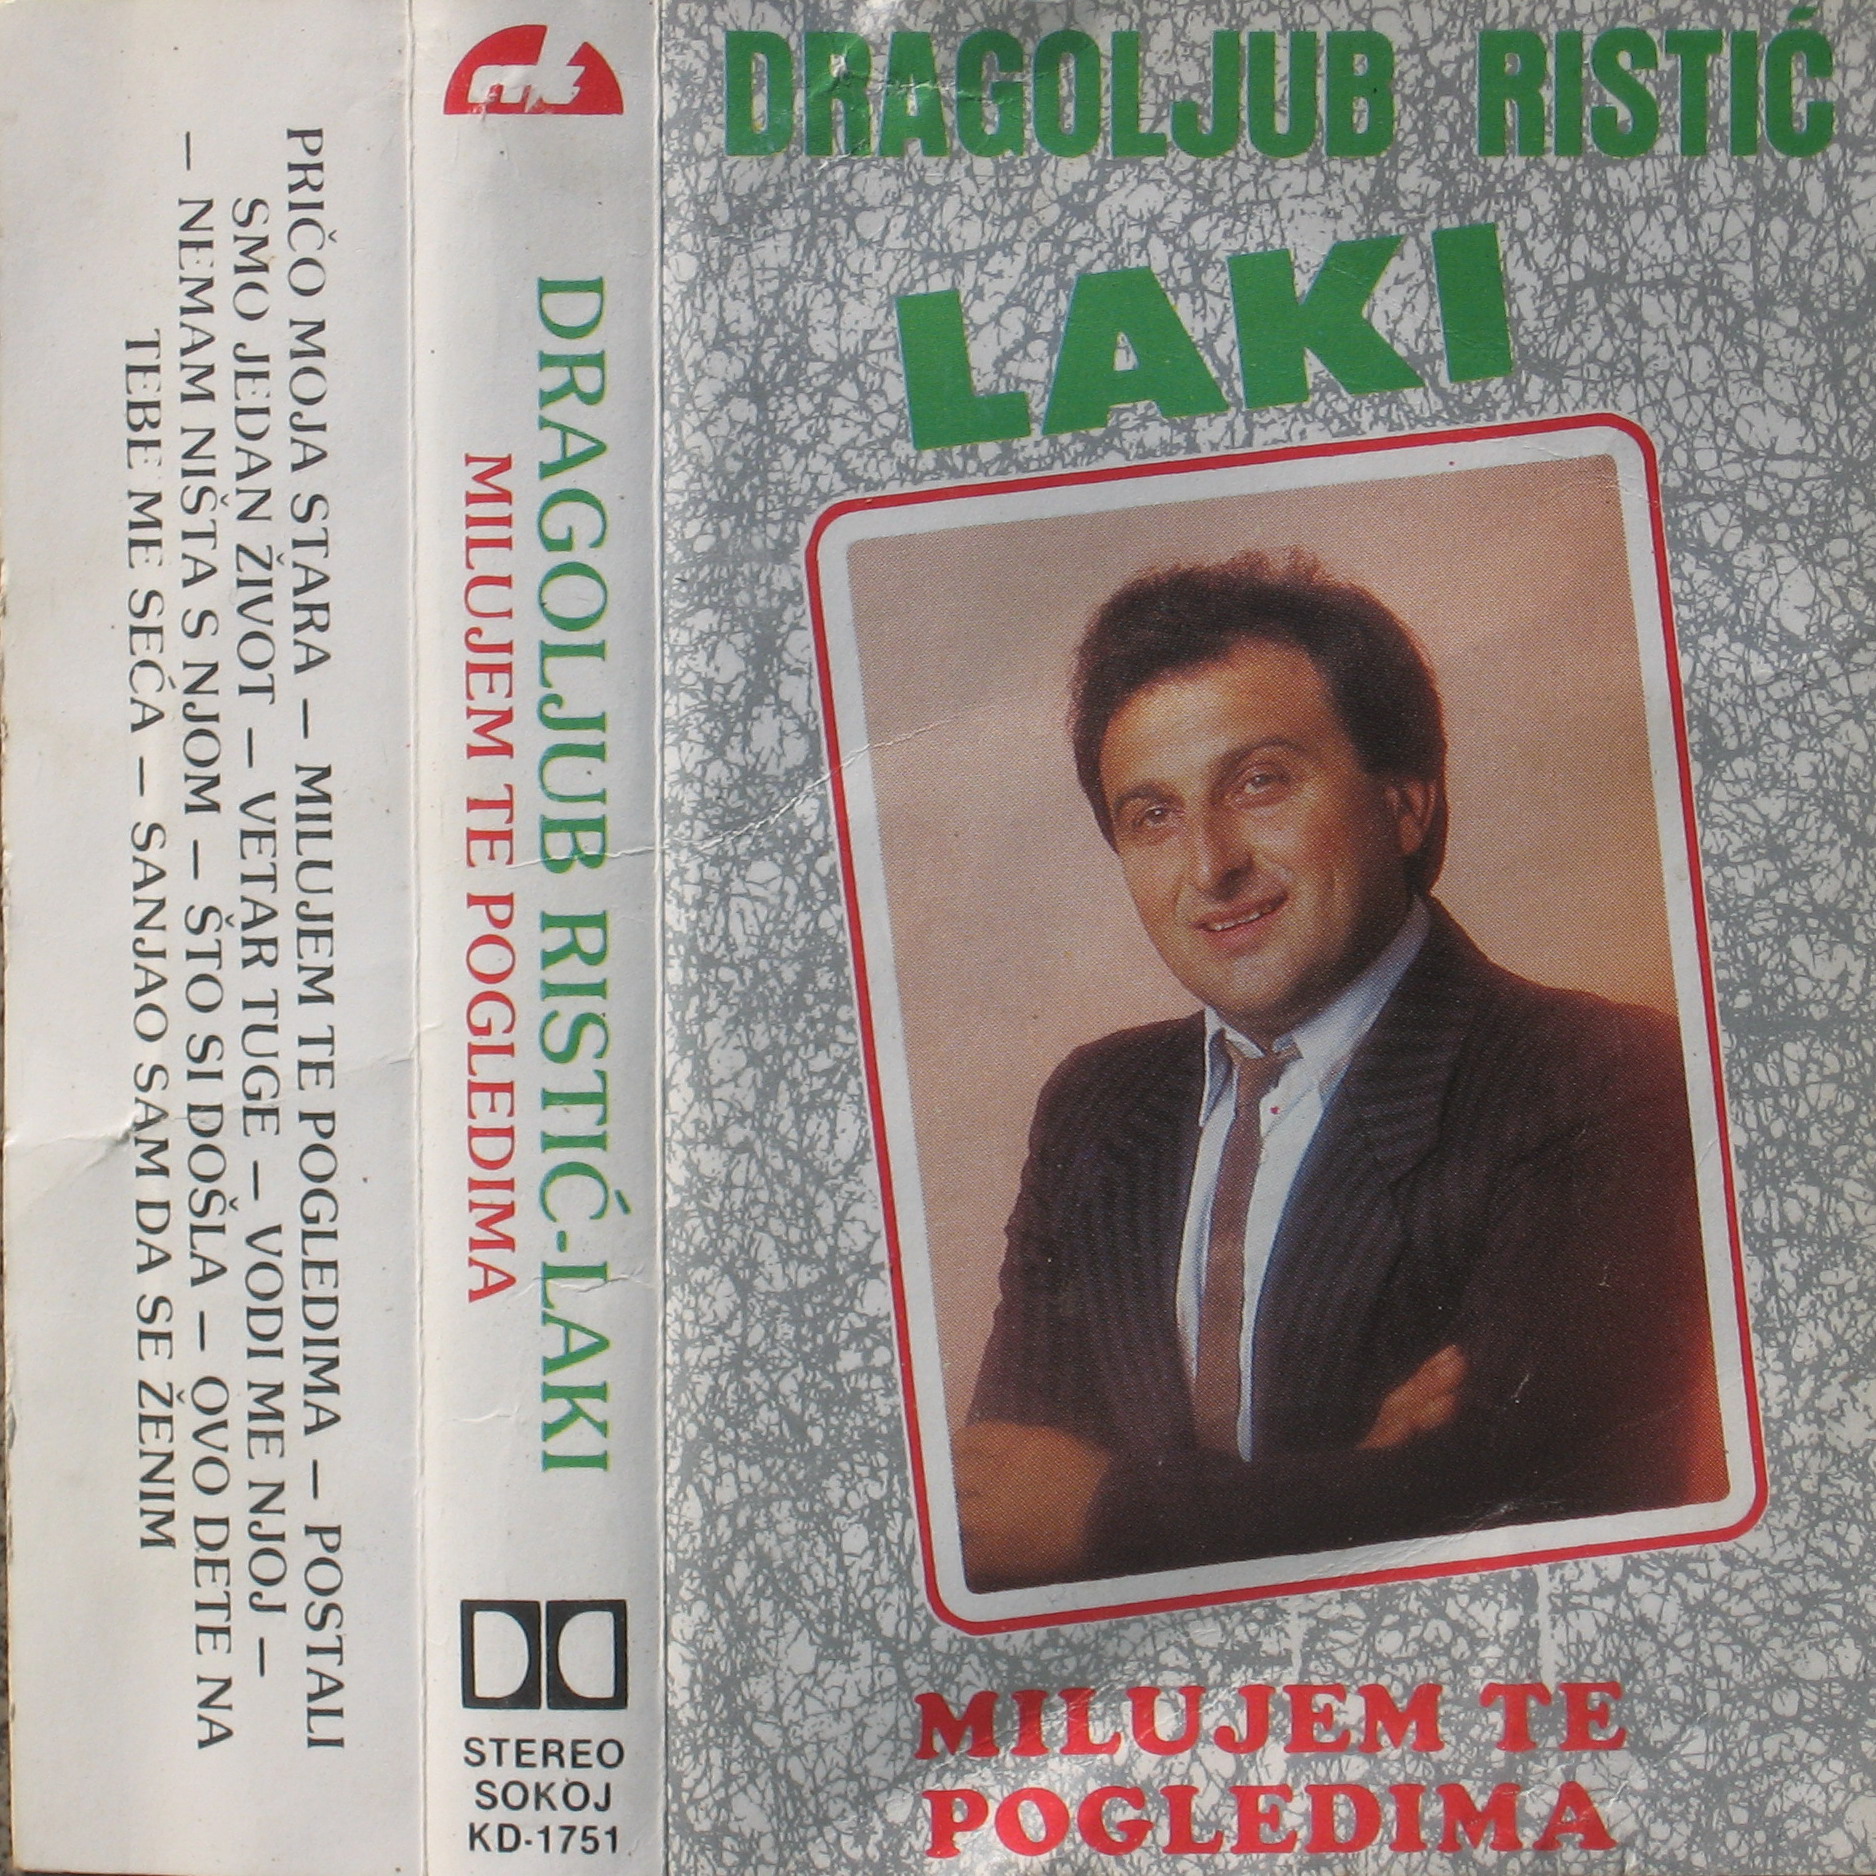 PRIČO MOJA STARA – MILUJEM TE POGLEDIMA – POSTALI
SMO JEDAN ŽIVOT – VETAR TUGE – VODI ME NJOJ –
– NEMAM NIŠTA S NJOM – ŠTO SI DOŠLA – OVO DETE NA
TEBE ME SEĆA – SANJAO SAM DA SE ŽENIM
DRAGOLJUB RISTIĆ-LAKI
MILUJEM TE POGLEDIMA
STEREO
SOKOJ
KD-1751
DRAGOLJUB RISTIĆ
LAKI
MILUJEM TE
POGLEDIMA